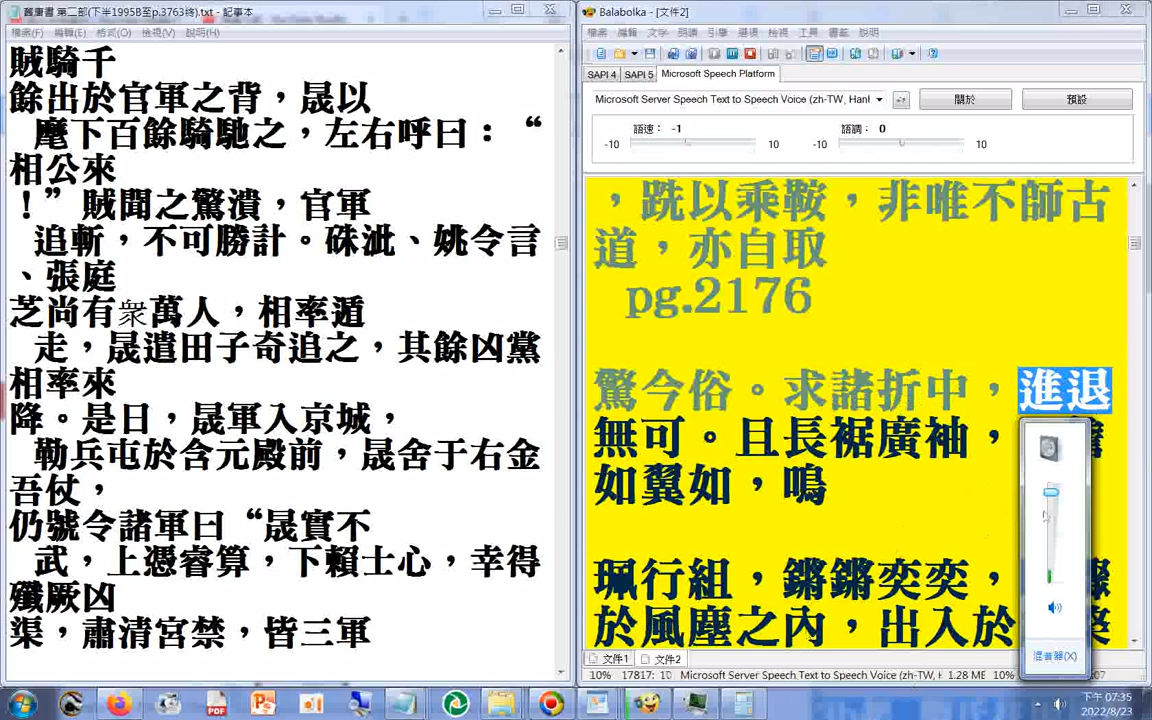 舊唐書 第二部(下半1995B至p.3763终).txt - 記事本
檔案(F) 編輯(E) 格式(O) 檢視(V) 說明(H)
賊騎千
餘出於官軍之背，晟以
麾下百餘騎馳之，左右呼曰：“
相公來
！”賊聞之驚潰，官軍
追斬，不可勝計。硃泚、姚令言
、張庭
芝尚有衆萬人，相率遁
走，晟遣田子奇追之，其餘凶黨
相率來
降。是日，晟軍入京城，
勒兵屯於含元殿前，晟舍于右金
吾仗，
仍號令諸軍曰“晟實不
武，上憑睿算，下賴士心，幸得
殲厥凶
渠，肅清宮禁，皆三軍
Balabolka - [文件2]
檔案 編輯 文字 朗讀 引擎 選項 檢視 工具 書籤 說明
SAPI 4 SAPI 5 Microsoft Speech Platform
Microsoft Server Speech Text to Speech Voice (zh-TW, Hanl 關於 預設
語速： -1 語調： 0
-10 10 -10 10
，跣以乘鞍，非唯不師古
道，亦自取
pg.2176
驚今俗。求諸折中，進退
無可。且長裾廣袖，
如翼如，鳴
珮行組，鏘鏘奕奕，
於風塵之內，出入於
混音器(X)
文件1 文件2
10% 17817: 1 Microsoft Server Speech Text to Speech Voice (zh-TW, H 1.28 ME 10%
下午 07:35
2022/8/23